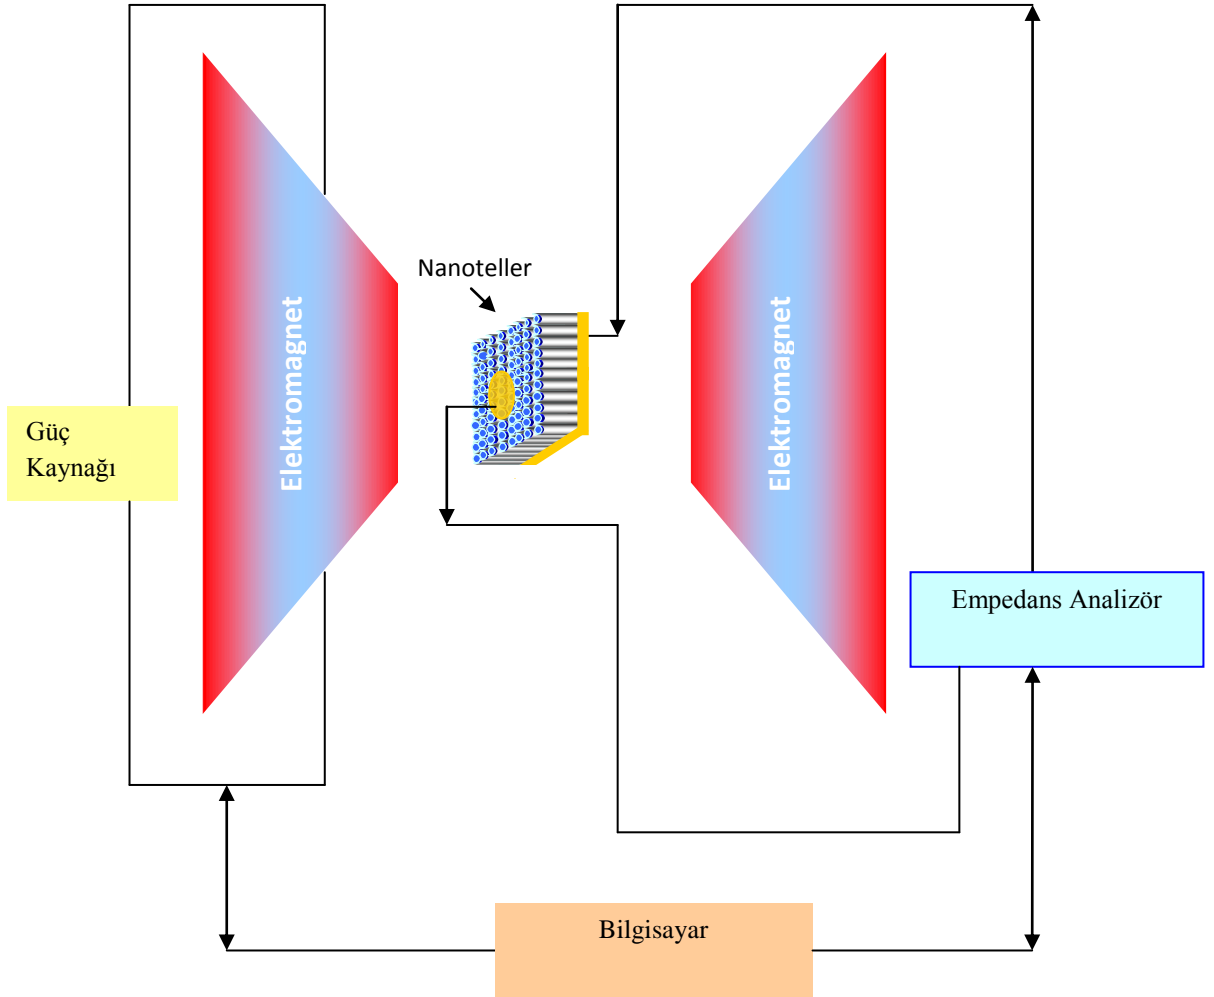 Nanoteller
Elektromagnet
Elektromagnet
Güç
Kaynağı
Empedans Analizör
Bilgisayar